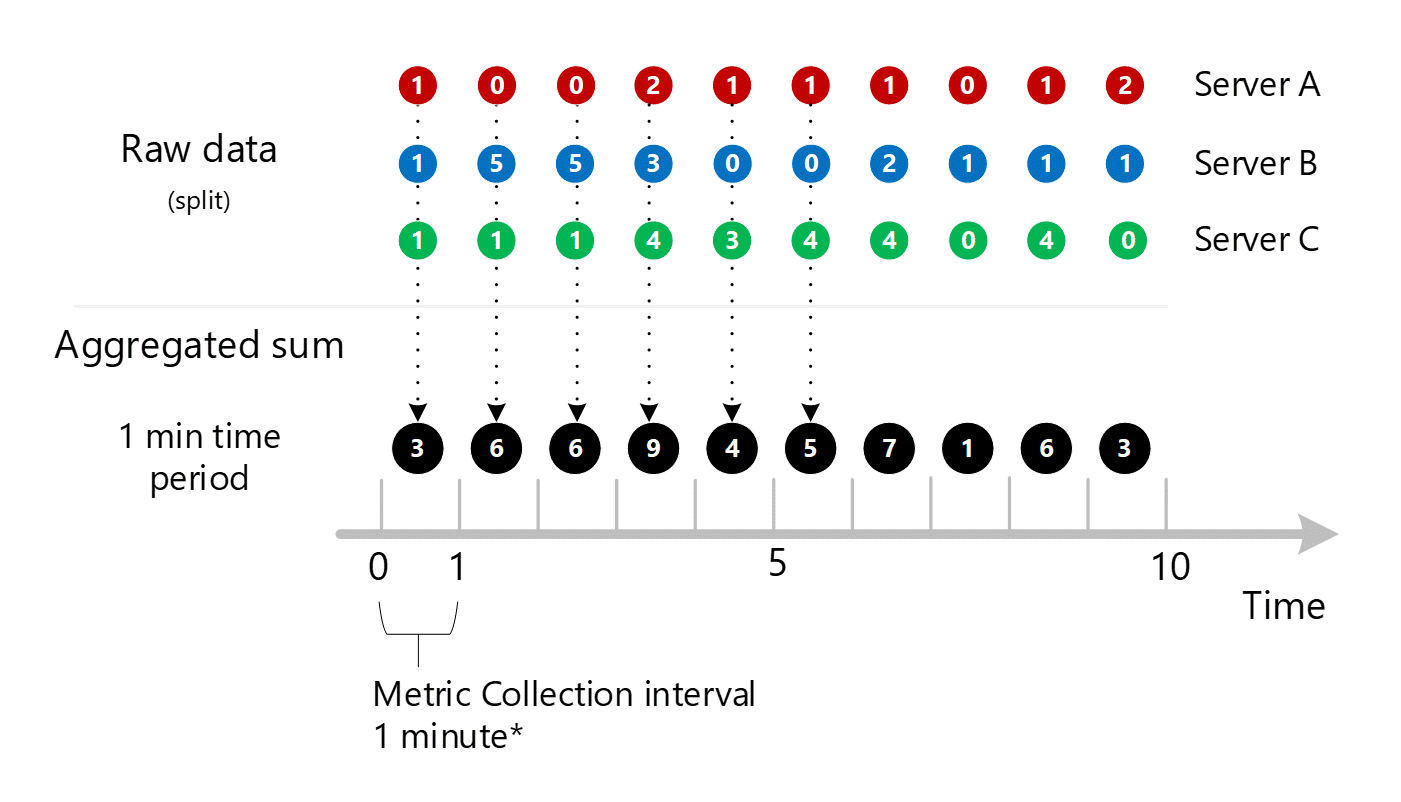 1 0 0 2 1 1 1 0 1 2 Server A
Raw data
(split)
1 5 5 3 0 0 2 1 1 1 Server B
1 1 1 4 3 4 4 0 4 0 Server C
Aggregated sum
1 min time
period
3 6 6 9 4 5 7 1 6 3
0 1 5 10
Time
Metric Collection interval
1 minute*